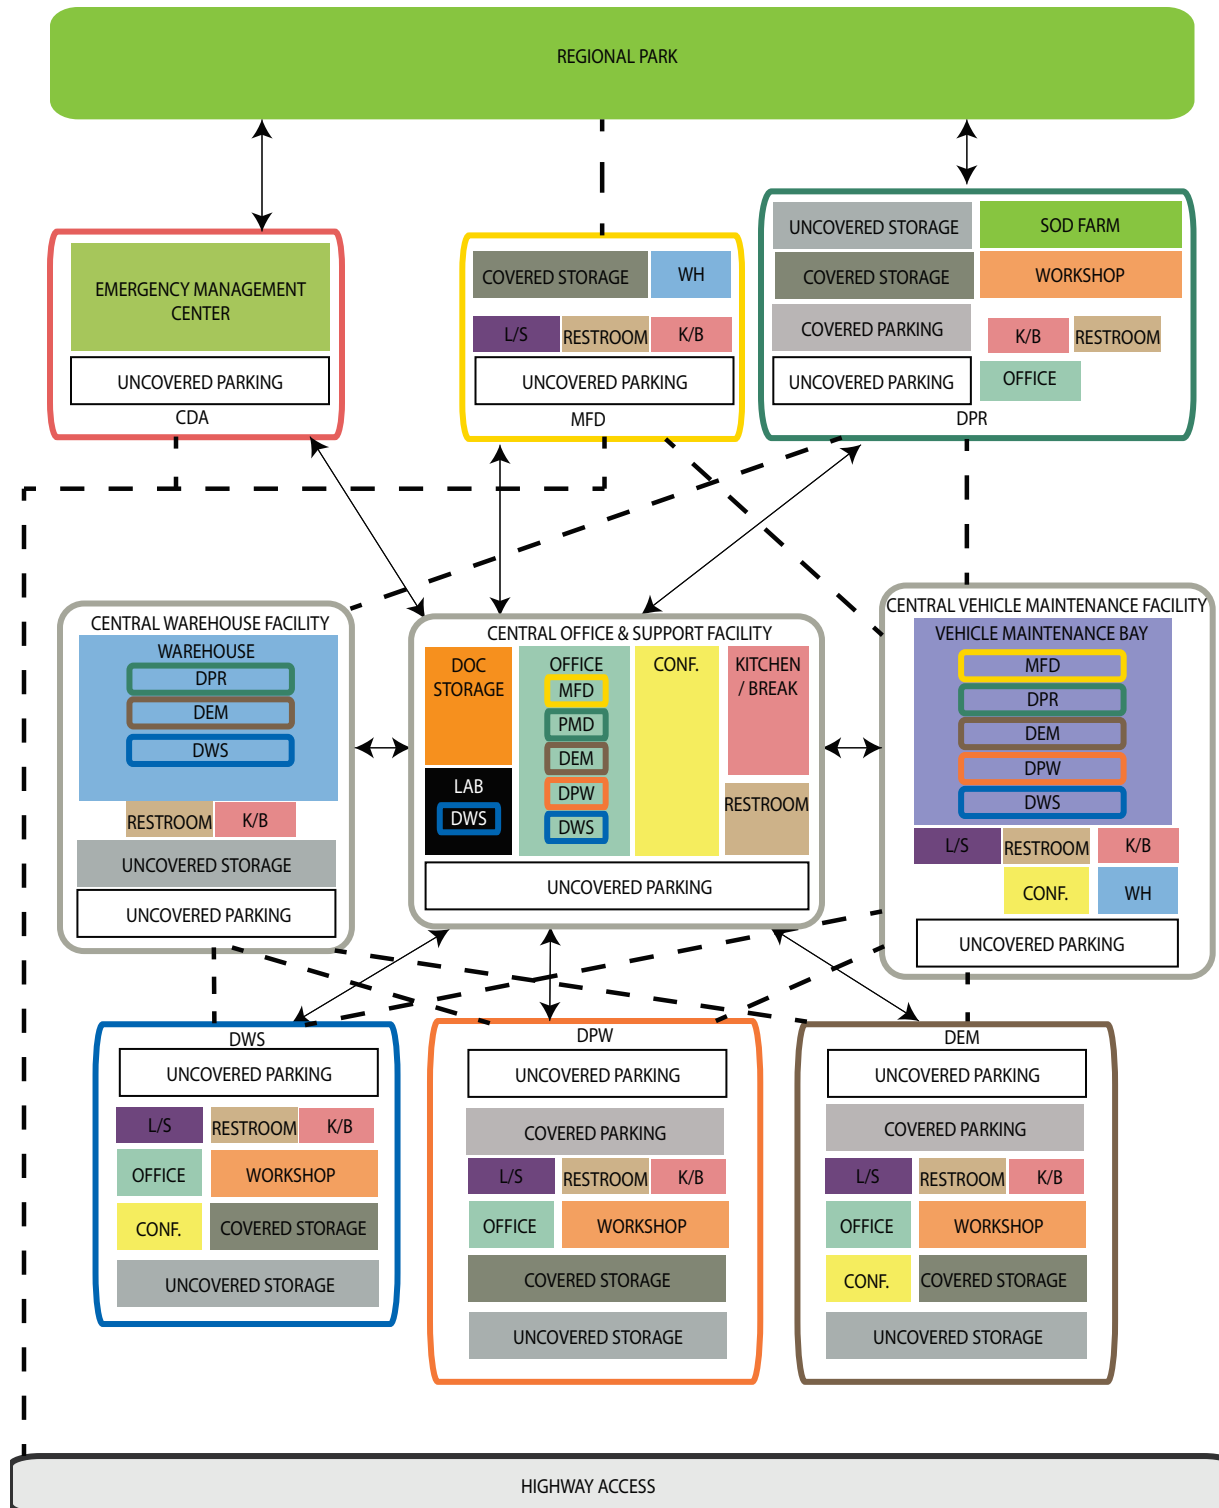 REGIONAL PARK
EMERGENCY MANAGEMENT
CENTER
UNCOVERED PARKING
CDA
COVERED STORAGE
WH
L/S
RESTROOM
K/B
UNCOVERED PARKING
MFD
UNCOVERED STORAGE
SOD FARM
COVERED STORAGE
WORKSHOP
COVERED PARKING
K/B
RESTROOM
UNCOVERED PARKING
OFFICE
DPR
CENTRAL WAREHOUSE FACILITY
WAREHOUSE
DPR
DEM
DWS
RESTROOM
K/B
UNCOVERED STORAGE
UNCOVERED PARKING
CENTRAL OFFICE & SUPPORT FACILITY
DOC
STORAGE
LAB
DWS
OFFICE
MFD
PMD
DEM
DPW
DWS
CONF.
KITCHEN
/ BREAK
RESTROOM
UNCOVERED PARKING
CENTRAL VEHICLE MAINTENANCE FACILITY
VEHICLE MAINTENANCE BAY
MFD
DPR
DEM
DPW
DWS
L/S
RESTROOM
K/B
CONF.
WH
UNCOVERED PARKING
DWS
UNCOVERED PARKING
L/S
RESTROOM
K/B
OFFICE
WORKSHOP
CONF.
COVERED STORAGE
UNCOVERED STORAGE
DPW
UNCOVERED PARKING
COVERED PARKING
L/S
RESTROOM
K/B
OFFICE
WORKSHOP
COVERED STORAGE
UNCOVERED STORAGE
DEM
UNCOVERED PARKING
COVERED PARKING
L/S
RESTROOM
K/B
OFFICE
WORKSHOP
CONF.
COVERED STORAGE
UNCOVERED STORAGE
HIGHWAY ACCESS